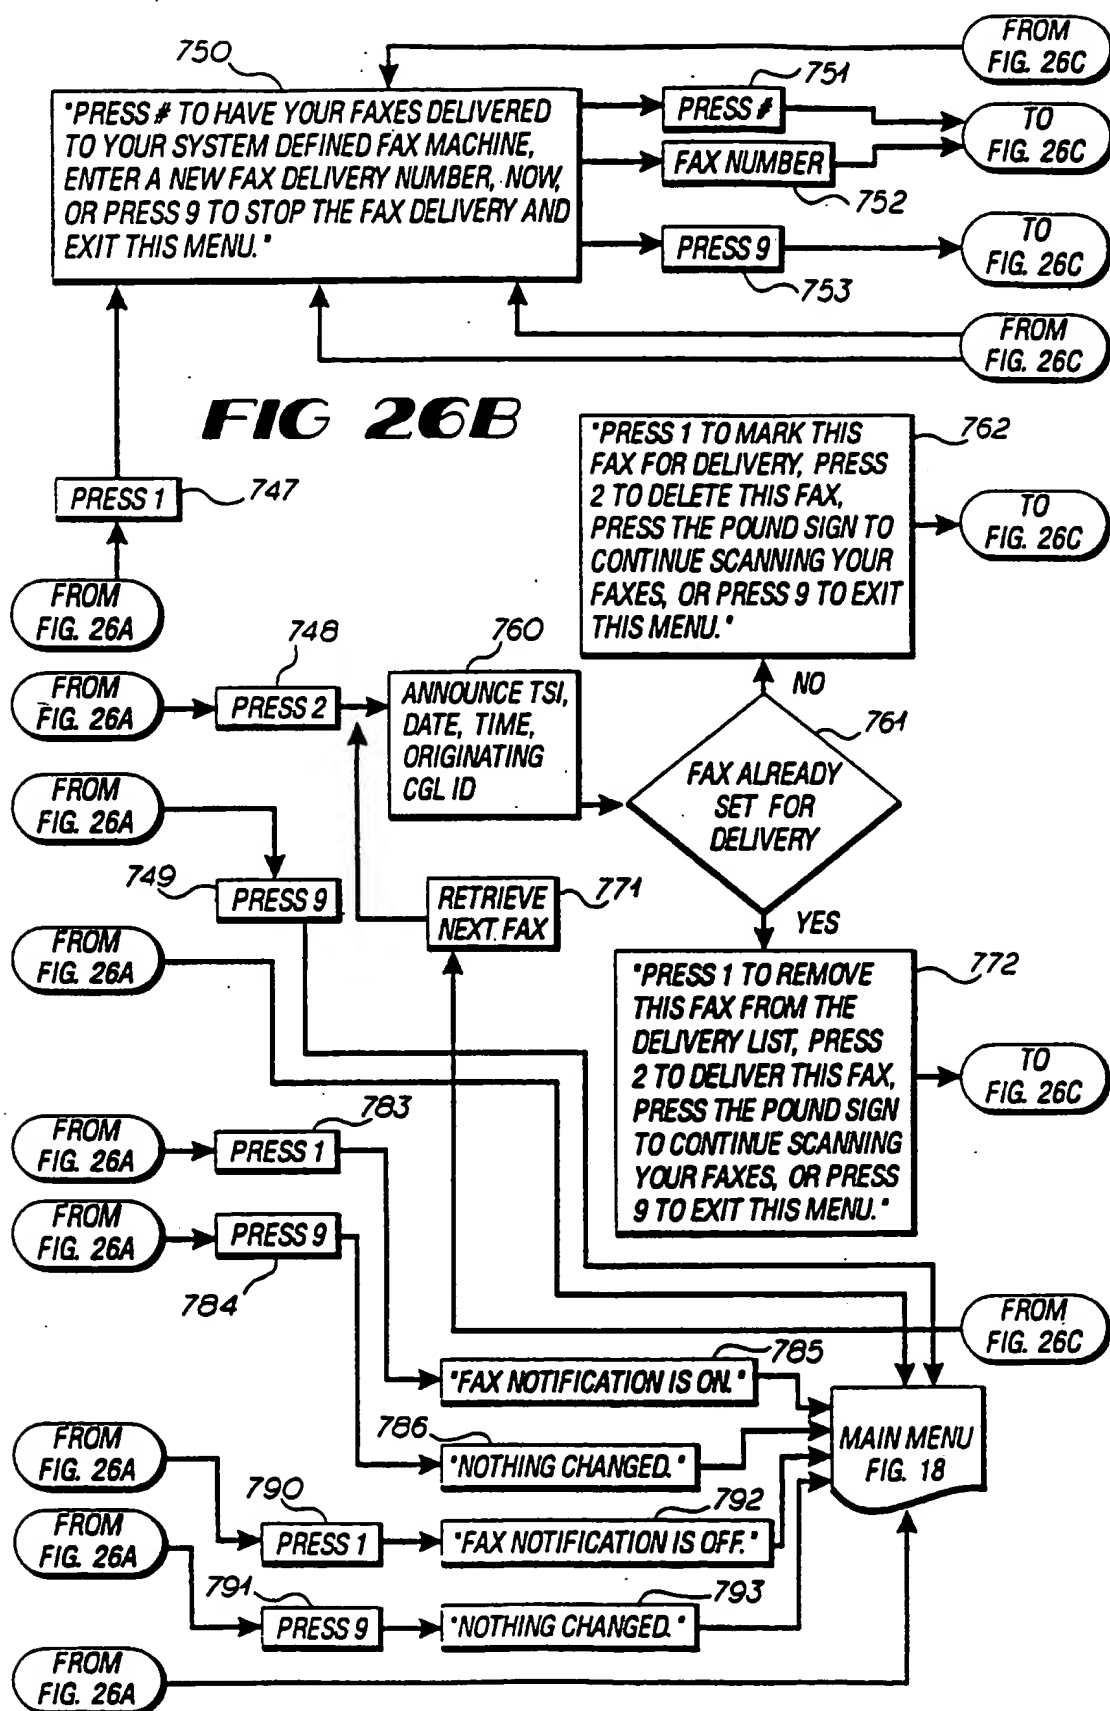 FROM
FIG. 26C
750
751
"PRESS # TO HAVE YOUR FAXES DELIVERED
TO YOUR SYSTEM DEFINED FAX MACHINE,
ENTER A NEW FAX DELIVERY NUMBER, NOW,
OR PRESS 9 TO STOP THE FAX DELIVERY AND
EXIT THIS MENU."
PRESS #
TO
FIG. 26C
FAX NUMBER
752
PRESS 9
TO
FIG. 26C
753
FROM
FIG. 26C
FIG 26B
PRESS 1
747
FROM
FIG. 26A
"PRESS 1 TO MARK THIS
FAX FOR DELIVERY, PRESS
2 TO DELETE THIS FAX,
PRESS THE POUND SIGN TO
CONTINUE SCANNING YOUR
FAXES, OR PRESS 9 TO EXIT
THIS MENU."
762
TO
FIG. 26C
FROM
FIG. 26A
748
PRESS 2
760
ANNOUNCE TSI,
DATE, TIME,
ORIGINATING
CGL ID
NO
761
FAX ALREADY
SET FOR
DELIVERY
YES
FROM
FIG. 26A
749
PRESS 9
RETRIEVE
NEXT FAX
771
FROM
FIG. 26A
"PRESS 1 TO REMOVE
THIS FAX FROM THE
DELIVERY LIST, PRESS
2 TO DELIVER THIS FAX,
PRESS THE POUND SIGN
TO CONTINUE SCANNING
YOUR FAXES, OR PRESS
9 TO EXIT THIS MENU."
772
TO
FIG. 26C
FROM
FIG. 26A
783
PRESS 1
FROM
FIG. 26A
PRESS 9
784
FROM
FIG. 26C
785
"FAX NOTIFICATION IS ON."
786
"NOTHING CHANGED."
MAIN MENU
FIG. 18
FROM
FIG. 26A
790
PRESS 1
792
"FAX NOTIFICATION IS OFF."
FROM
FIG. 26A
791
PRESS 9
793
"NOTHING CHANGED."
FROM
FIG. 26A